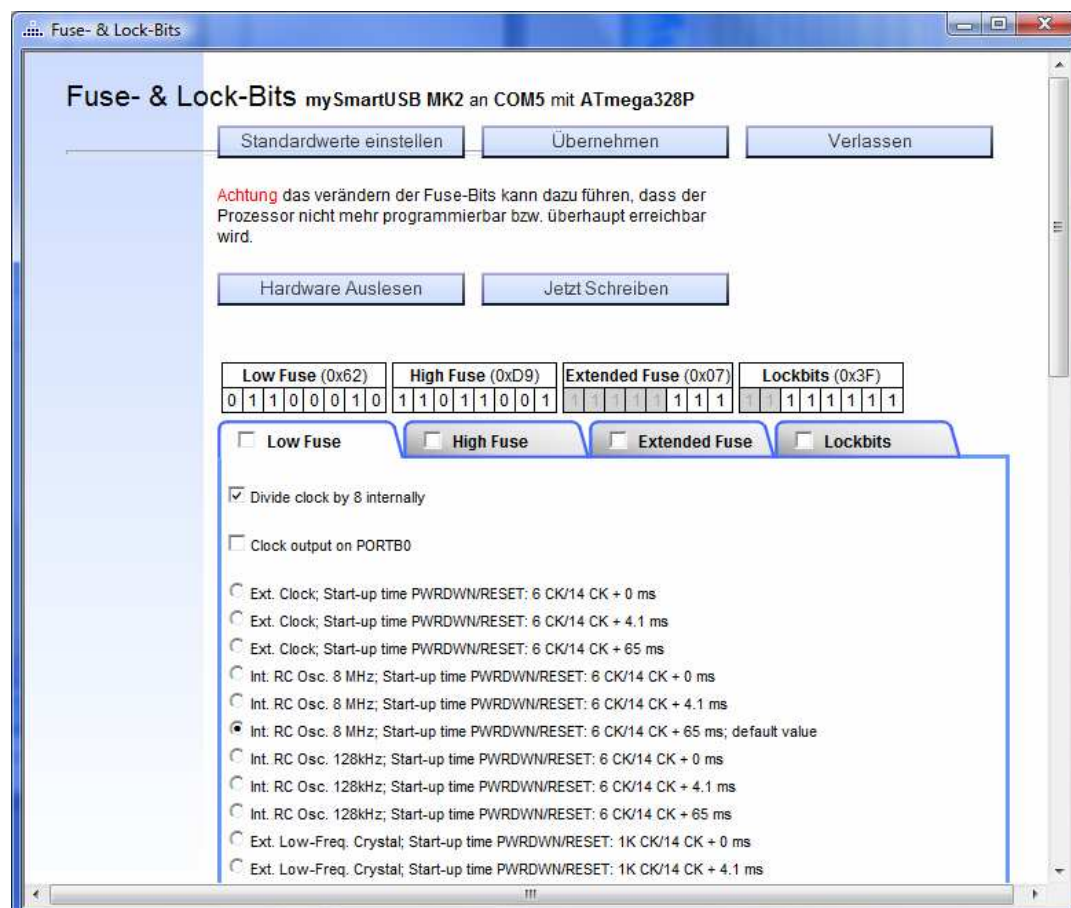 Fuse- & Lock-Bits
Fuse- & Lock-Bits mySmartUSB MK2 an COM5 mit ATmega328P
Standardwerte einstellen Übernehmen Verlassen
Achtung das verändern der Fuse-Bits kann dazu führen, dass der
Prozessor nicht mehr programmierbar bzw. überhaupt erreichbar
wird.
Hardware Auslesen Jetzt Schreiben
Low Fuse (0x62) High Fuse (0xD9) Extended Fuse (0x07) Lockbits (0x3F)
0 1 1 0 0 0 1 0 1 1 0 1 1 0 0 1 1 1 1 1 1 1 1 1 1 1 1 1 1 1 1 1
Low Fuse High Fuse Extended Fuse Lockbits
Divide clock by 8 internally
Clock output on PORTB0
Ext. Clock; Start-up time PWRDWN/RESET: 6 CK/14 CK + 0 ms
Ext. Clock; Start-up time PWRDWN/RESET: 6 CK/14 CK + 4.1 ms
Ext. Clock; Start-up time PWRDWN/RESET: 6 CK/14 CK + 65 ms
Int. RC Osc. 8 MHz; Start-up time PWRDWN/RESET: 6 CK/14 CK + 0 ms
Int. RC Osc. 8 MHz; Start-up time PWRDWN/RESET: 6 CK/14 CK + 4.1 ms
Int. RC Osc. 8 MHz; Start-up time PWRDWN/RESET: 6 CK/14 CK + 65 ms; default value
Int. RC Osc. 128kHz; Start-up time PWRDWN/RESET: 6 CK/14 CK + 0 ms
Int. RC Osc. 128kHz; Start-up time PWRDWN/RESET: 6 CK/14 CK + 4.1 ms
Int. RC Osc. 128kHz; Start-up time PWRDWN/RESET: 6 CK/14 CK + 65 ms
Ext. Low-Freq. Crystal; Start-up time PWRDWN/RESET: 1K CK/14 CK + 0 ms
Ext. Low-Freq. Crystal; Start-up time PWRDWN/RESET: 1K CK/14 CK + 4.1 ms